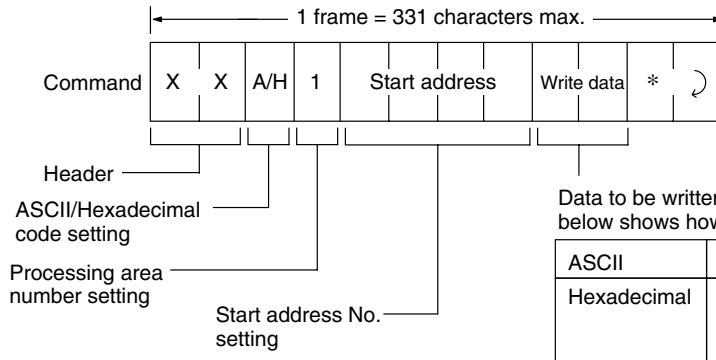 1 frame = 331 characters max.
Command X X A/H 1 Start address Write data *
Header
ASCII/Hexadecimal
code setting
Processing area
number setting
Start address No.
setting
Data to be written
below shows how
ASCII
Hexadecimal